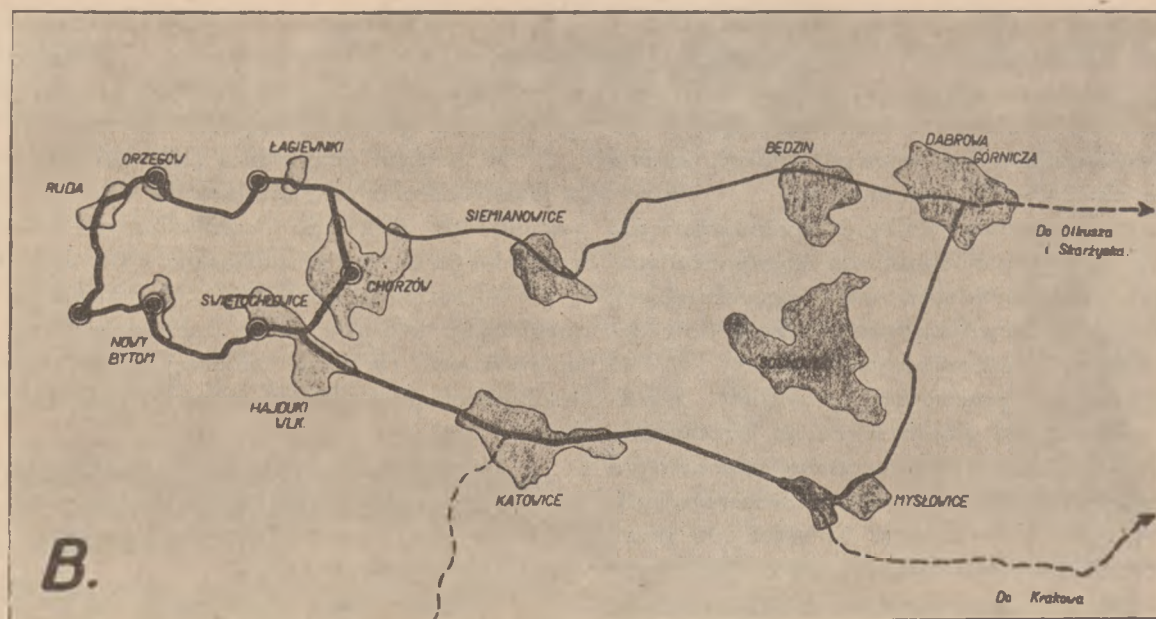 ORZEGÓW
ŁAGIEWNIKI
RUDA
SIEMIANOWICE
BĘDZIN
DĄBROWA
GÓRNICZA
Do Olkusza
i Skarżyska.
CHORZÓW
ŚWIĘTOCHŁOWICE
NOWY
BYTOM
HAJDUKI
WLK.
KATOWICE
MYSŁOWICE
B.
Do Krakowa